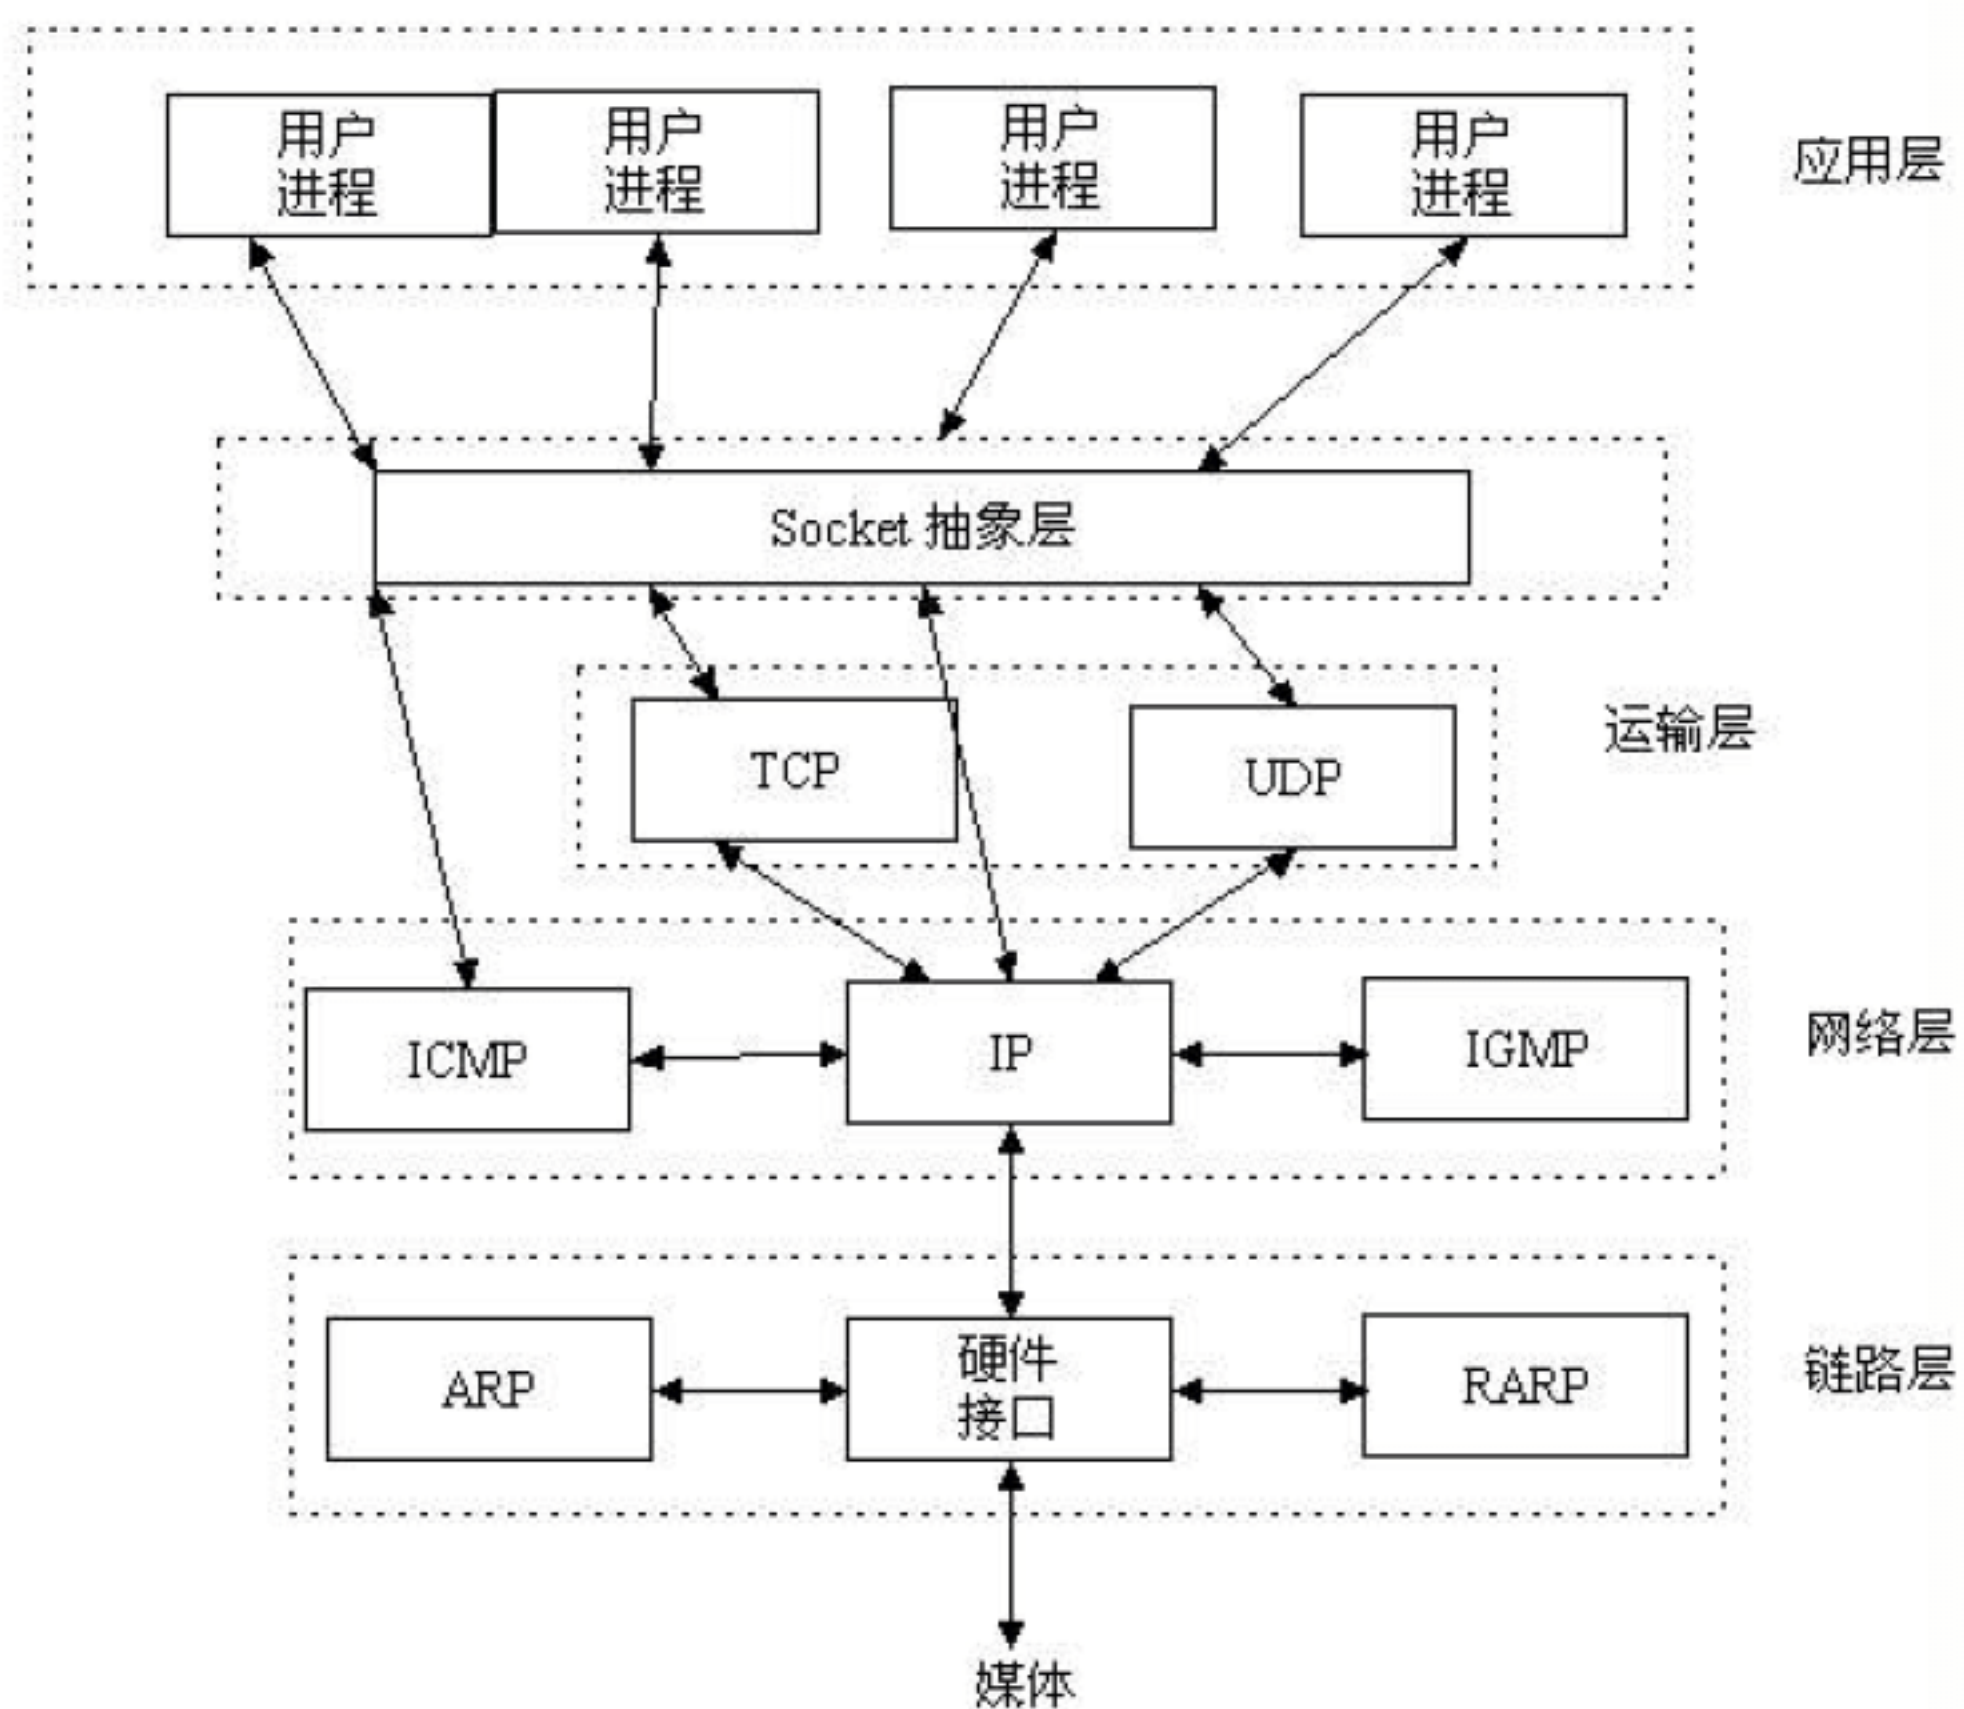 用户
进程
用户
进程
用户
进程
用户
进程
应用层
Socket 抽象层
TCP
UDP
运输层
ICMP
IP
IGMP
网络层
ARP
硬件
接口
RARP
链路层
媒体